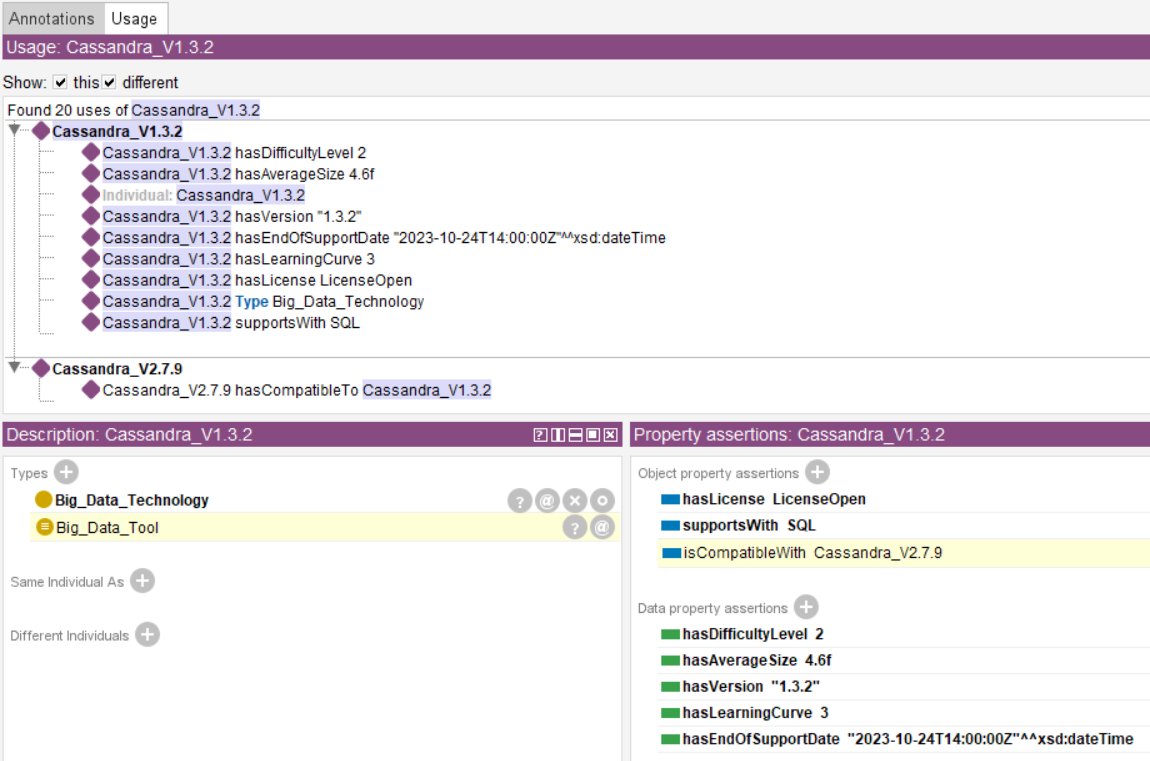 Annotations Usage
Usage: Cassandra_V1.3.2
Show: this different
Found 20 uses of Cassandra_V1.3.2
Cassandra_V1.3.2
Cassandra_V1.3.2 hasDifficultyLevel 2
Cassandra_V1.3.2 hasAverageSize 4.6f
Individual: Cassandra_V1.3.2
Cassandra_V1.3.2 hasVersion "1.3.2"
Cassandra_V1.3.2 hasEndOfSupportDate "2023-10-24T14:00:00Z"^^xsd:dateTime
Cassandra_V1.3.2 hasLearningCurve 3
Cassandra_V1.3.2 hasLicense LicenseOpen
Cassandra_V1.3.2 Type Big_Data_Technology
Cassandra_V1.3.2 supportsWith SQL
Cassandra_V2.7.9
Cassandra_V2.7.9 hasCompatibleTo Cassandra_V1.3.2
Description: Cassandra_V1.3.2
Types
Big_Data_Technology
Big_Data_Tool
Same Individual As
Different Individuals
Property assertions: Cassandra_V1.3.2
Object property assertions
hasLicense LicenseOpen
supportsWith SQL
isCompatibleWith Cassandra_V2.7.9
Data property assertions
hasDifficultyLevel 2
hasAverageSize 4.6f
hasVersion "1.3.2"
hasLearningCurve 3
hasEndOfSupportDate "2023-10-24T14:00:00Z"^^xsd:dateTime